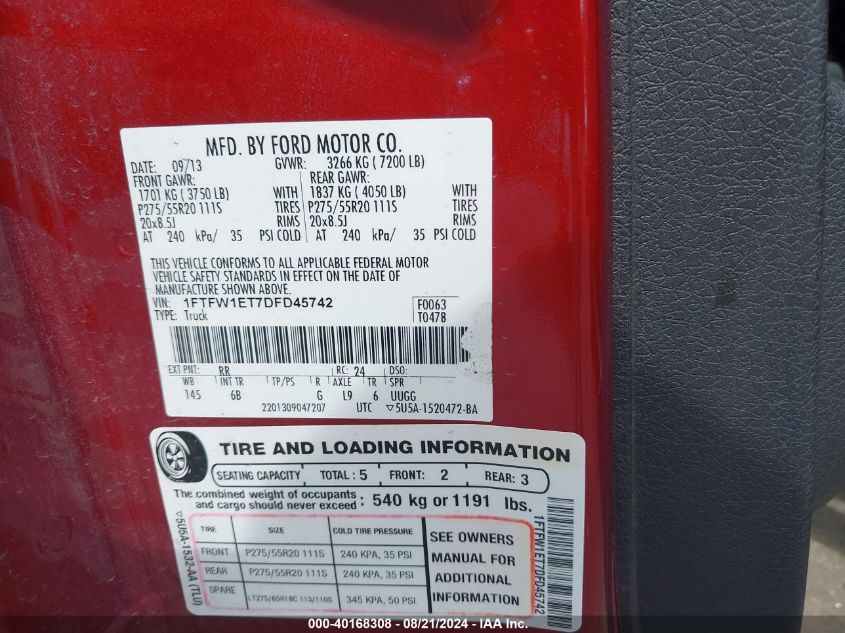 MFD. BY FORD MOTOR CO.
DATE: 09/13 GVWR: 3266 KG ( 7200 LB)
FRONT GAWR: REAR GAWR:
1701 KG ( 3750 LB) WITH 1837 KG ( 4050 LB) WITH
P275/55R20 111S TIRES P275/55R20 111S TIRES
20x8.5J RIMS 20x8.5J RIMS
AT 240 kPa/ 35 PSI COLD AT 240 kPa/ 35 PSI COLD
THIS VEHICLE CONFORMS TO ALL APPLICABLE FEDERAL MOTOR
VEHICLE SAFETY STANDARDS IN EFFECT ON THE DATE OF
MANUFACTURE SHOWN ABOVE.
VIN: 1FTFW1ET7DFD45742 F0063
TYPE: Truck T0478
EXT PNT: RR RC: 24 DSO:
WB INT TR TP/PS R AXLE TR SPR
145 6B G L9 6 UUGG
2201309047207 UTC ▽5U5A-1520472-BA
TIRE AND LOADING INFORMATION
SEATING CAPACITY TOTAL: 5 FRONT: 2 REAR: 3
The combined weight of occupants
and cargo should never exceed: 540 kg or 1191 lbs.
TIRE SIZE COLD TIRE PRESSURE
FRONT P275/55R20 111S 240 KPA, 35 PSI
REAR P275/55R20 111S 240 KPA, 35 PSI
SPARE LT275/65R18C 113/110S 345 KPA, 50 PSI
SEE OWNERS
MANUAL FOR
ADDITIONAL
INFORMATION
▽5U5A-1532-AA (TLU)
1FTFW1ET7DFD45742
000-40168308 - 08/21/2024 - IAA Inc.